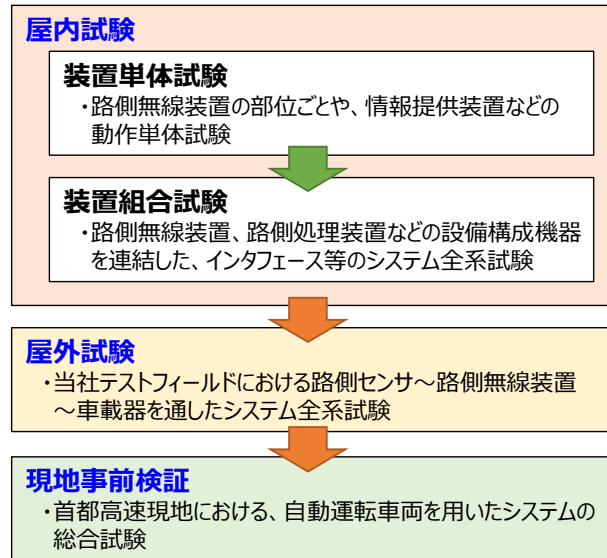 屋内試験
装置単体試験
・路側無線装置の部位ごとや、情報提供装置などの
動作単体試験
装置組合試験
・路側無線装置、路側処理装置などの設備構成機器
を連結した、インタフェース等のシステム全系試験
屋外試験
・当社テストフィールドにおける路側センサ～路側無線装置
～車載器を通したシステム全系試験
現地事前検証
・首都高速現地における、自動運転車両を用いたシステムの
総合試験